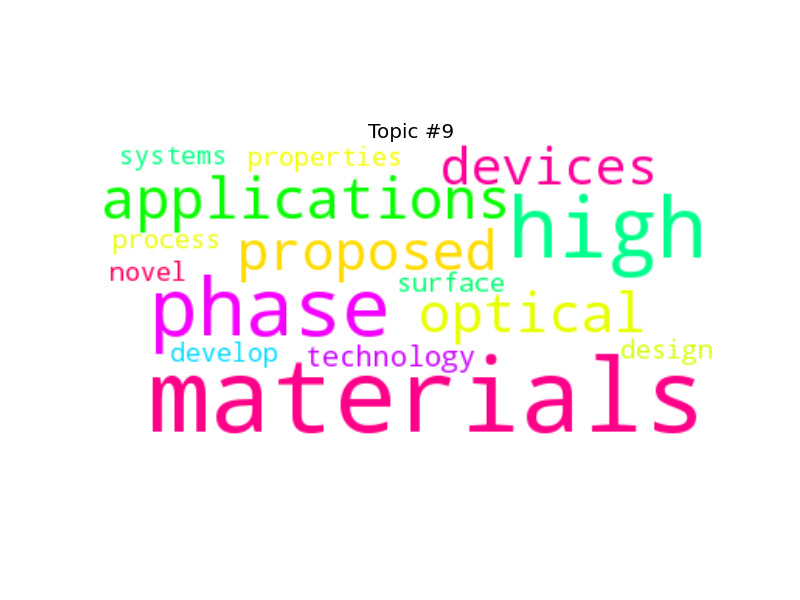 Topic #9
systems properties devices
applications high
process proposed
novel surface
phase optical
develop technology design
materials